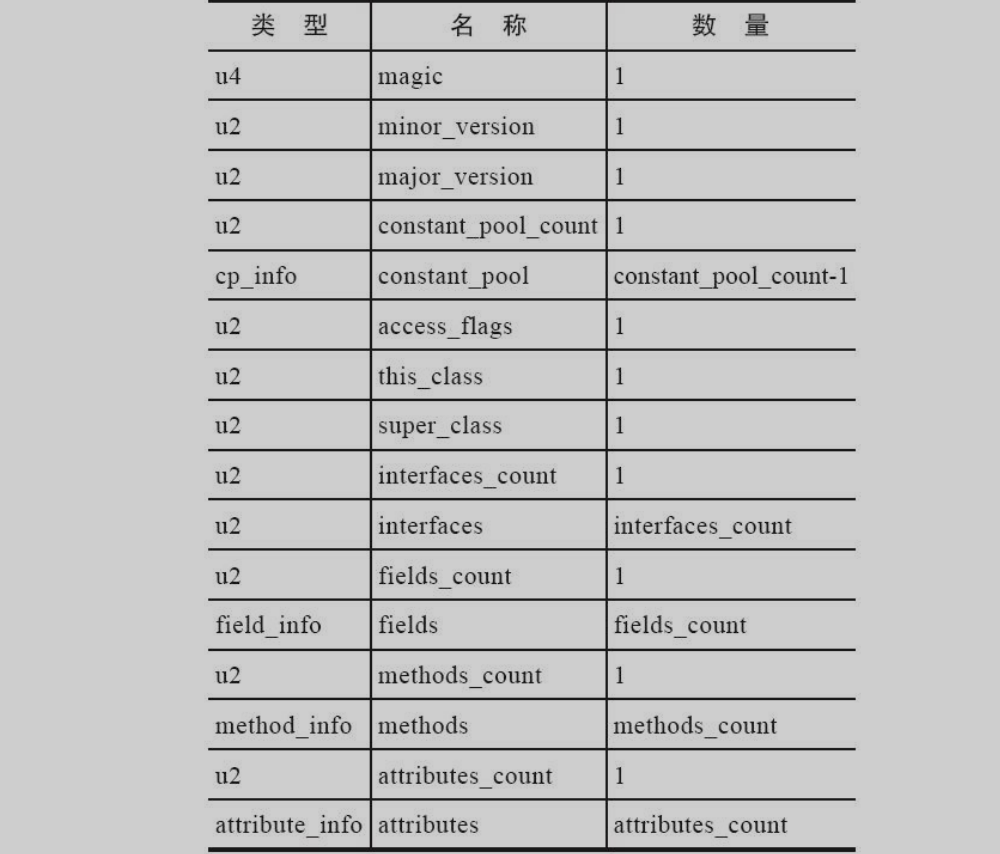 类 型 名 称 数 量
u4 magic 1
u2 minor_version 1
u2 major_version 1
u2 constant_pool_count 1
cp_info constant_pool constant_pool_count-1
u2 access_flags 1
u2 this_class 1
u2 super_class 1
u2 interfaces_count 1
u2 interfaces interfaces_count
u2 fields_count 1
field_info fields fields_count
u2 methods_count 1
method_info methods methods_count
u2 attributes_count 1
attribute_info attributes attributes_count